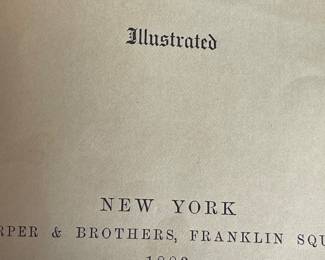 Illustrated
NEW YORK
RPER & BROTHERS, FRANKLIN SQU